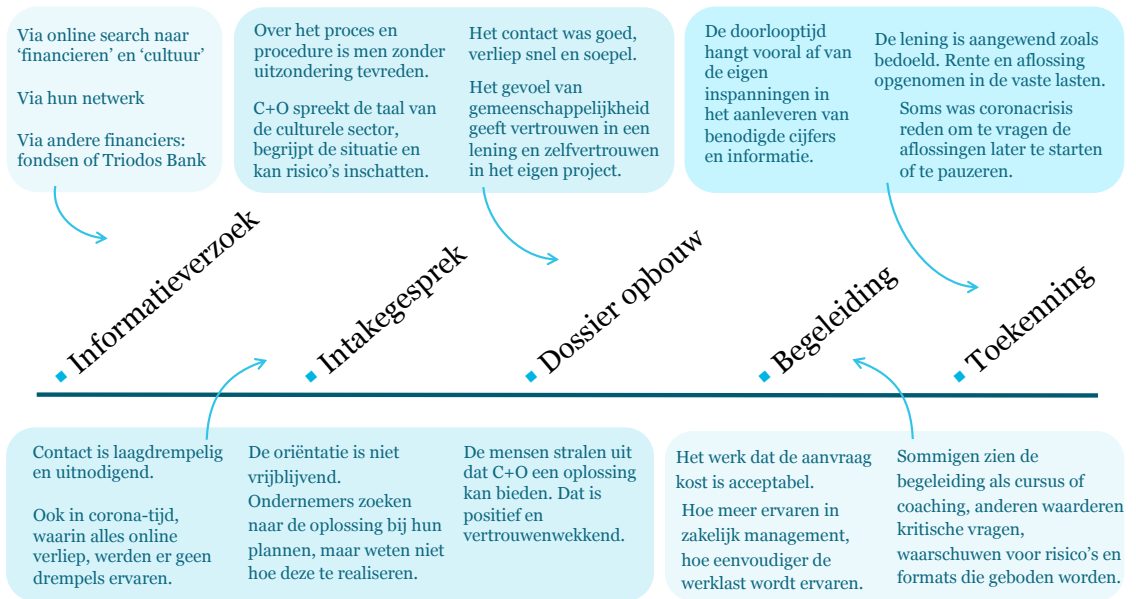 Via online search naar
‘financieren’ en ‘cultuur’
Via hun netwerk
Via andere financiers:
fondsen of Triodos Bank
Over het proces en
procedure is men zonder
uitzondering tevreden.
C+O spreekt de taal van
de culturele sector,
begrijpt de situatie en
kan risico’s inschatten.
Het contact was goed,
verliep snel en soepel.
Het gevoel van
gemeenschappelijkheid
geeft vertrouwen in een
lening en zelfvertrouwen
in het eigen project.
De doorlooptijd
hangt vooral af van
de eigen
inspanningen in
het aanleveren van
benodigde cijfers
en informatie.
De lening is aangewend zoals
bedoeld. Rente en aflossing
opgenomen in de vaste lasten.
Soms was coronacrisis
reden om te vragen de
aflossingen later te starten
of te pauzeren.
Informatieverzoek
Intakegesprek
Dossier opbouw
Begeleiding
Toekenning
Contact is laagdrempelig
en uitnodigend.
Ook in corona-tijd,
waarin alles online
verliep, werden er geen
drempels ervaren.
De oriëntatie is niet
vrijblijvend.
Ondernemers zoeken
naar de oplossing bij hun
plannen, maar weten niet
hoe deze te realiseren.
De mensen stralen uit
dat C+O een oplossing
kan bieden. Dat is
positief en
vertrouwenwekkend.
Het werk dat de aanvraag
kost is acceptabel.
Hoe meer ervaren in
zakelijk management,
hoe eenvoudiger de
werklast wordt ervaren.
Sommigen zien de
begeleiding als cursus of
coaching, anderen waarderen
kritische vragen,
waarschuwen voor risico’s en
formats die geboden worden.